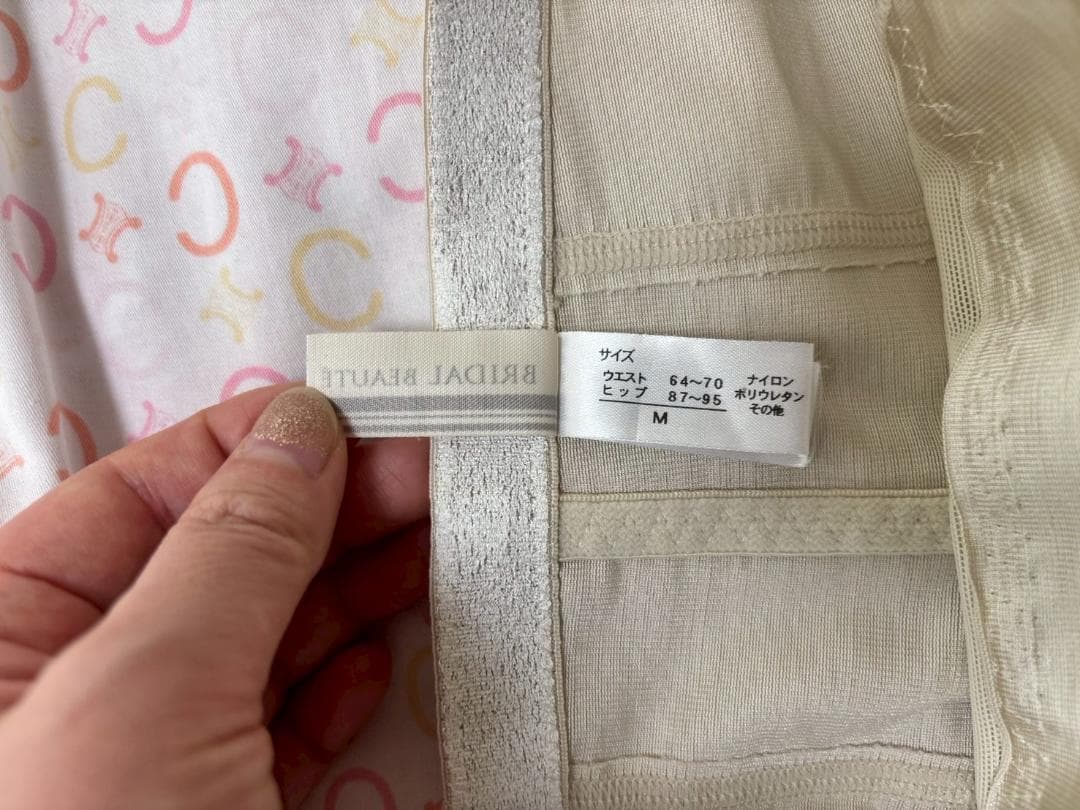 BRIDAL BEAUTÉ
サイズ
ウエスト 64~70
ヒップ 87~95
M
ナイロン
ポリウレタン
その他